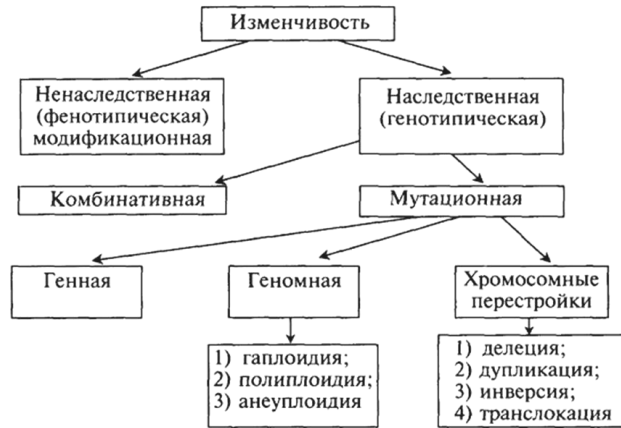 Изменчивость
Ненаследственная
(фенотипическая)
модификационная
Наследственная
(генотипическая)
Комбинативная
Мутационная
Генная
Геномная
Хромосомные
перестройки
1) гаплоидия;
2) полиплоидия;
3) анеуплоидия
1) делеция;
2) дупликация;
3) инверсия;
4) транслокация